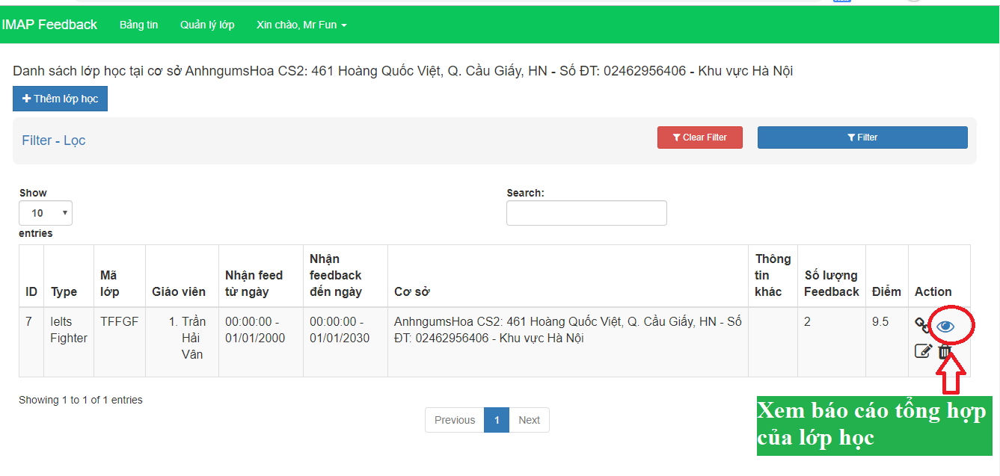 IMAP Feedback Bảng tin Quản lý lớp Xin chào, Mr Fun
Danh sách lớp học tại cơ sở AnhngumsHoa CS2: 461 Hoàng Quốc Việt, Q. Cầu Giấy, HN - Số ĐT: 02462956406 - Khu vực Hà Nội
Thêm lớp học
Filter - Lọc
Clear Filter
Filter
Show
10
entries
Search:
ID
Type
Mã
lớp
Giáo viên
Nhận feed
từ ngày
Nhận
feedback
đến ngày
Cơ sở
Thông
tin
khác
Số lượng
Feedback
Điểm
Action
7
Ielts
Fighter
TFFGF
1. Trần
Hải
Vân
00:00:00 -
01/01/2000
00:00:00 -
01/01/2030
AnhngumsHoa CS2: 461 Hoàng Quốc Việt, Q. Cầu Giấy, HN - Số
ĐT: 02462956406 - Khu vực Hà Nội
2
9.5
Showing 1 to 1 of 1 entries
Previous 1 Next
Xem báo cáo tổng hợp
của lớp học